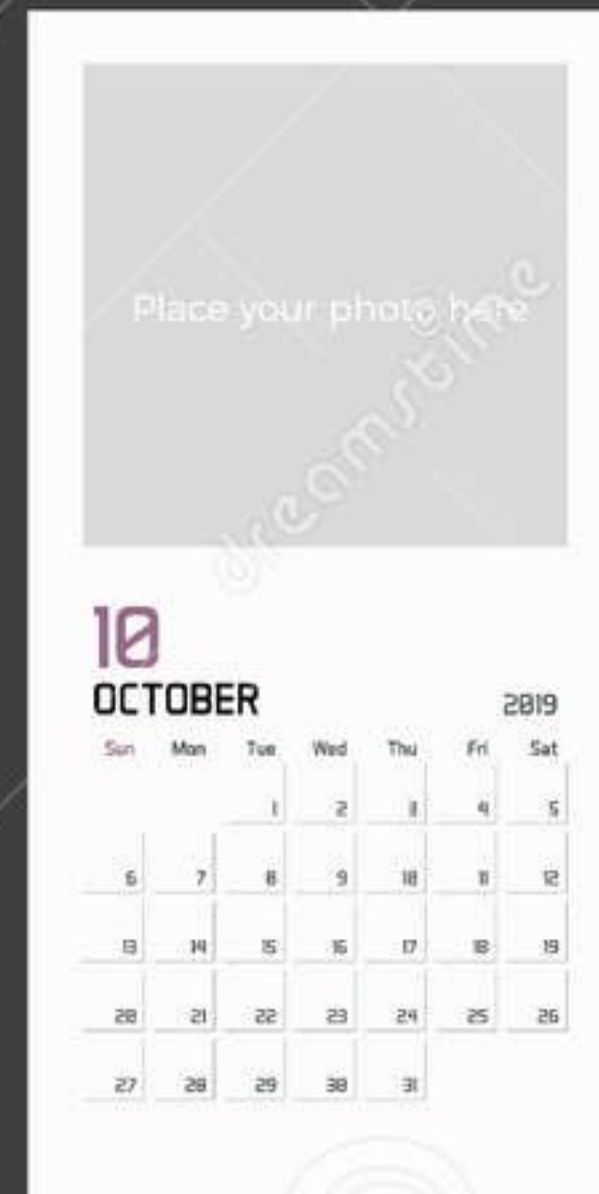 Place your photo here
dreamstime
10
OCTOBER
2019
Sun Mon Tue Wed Thu Fri Sat
1 2 3 4 5
6 7 8 9 10 11 12
13 14 15 16 17 18 19
20 21 22 23 24 25 26
27 28 29 30 31